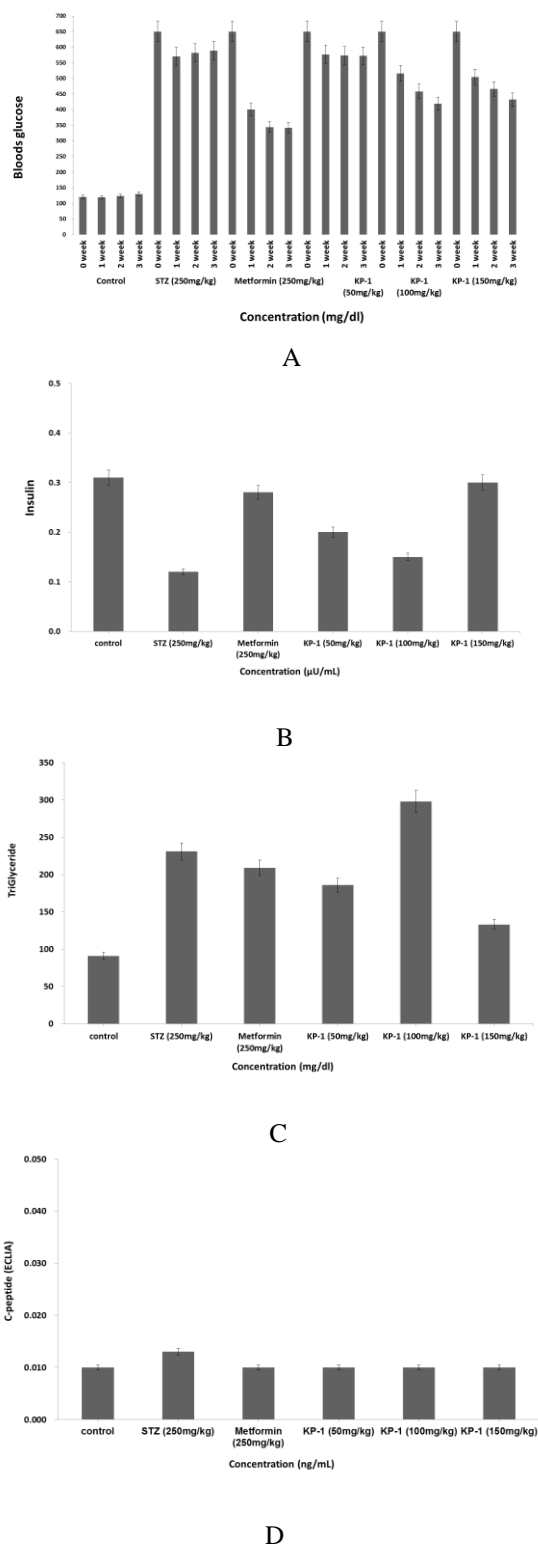 Bloods glucose
700
650
600
550
500
450
400
350
300
250
200
150
100
50
0
0 week 1 week 2 week 3 week 0 week 1 week 2 week 3 week 0 week 1 week 2 week 3 week 0 week 1 week 2 week 3 week 0 week 1 week 2 week 3 week 0 week 1 week 2 week 3 week
Control STZ (250mg/kg) Metformin (250mg/kg) KP-1 KP-1 KP-1 (150mg/kg)
(50mg/kg) (100mg/kg)
Concentration (mg/dl)
A
Insulin
0.5
0.4
0.3
0.2
0.1
0.0
control STZ (250mg/kg) Metformin KP-1 (50mg/kg) KP-1 (100mg/kg) KP-1 (150mg/kg)
(250mg/kg)
Concentration (μU/mL)
B
TriGlyceride
350
300
250
200
150
100
50
0
control STZ (250mg/kg) Metformin KP-1 (50mg/kg) KP-1 (100mg/kg) KP-1 (150mg/kg)
(250mg/kg)
Concentration (mg/dl)
C
C-peptide (ECLIA)
0.050
0.040
0.030
0.020
0.010
0.000
control STZ (250mg/kg) Metformin KP-1 (50mg/kg) KP-1 (100mg/kg) KP-1 (150mg/kg)
(250mg/kg)
Concentration (ng/mL)
D